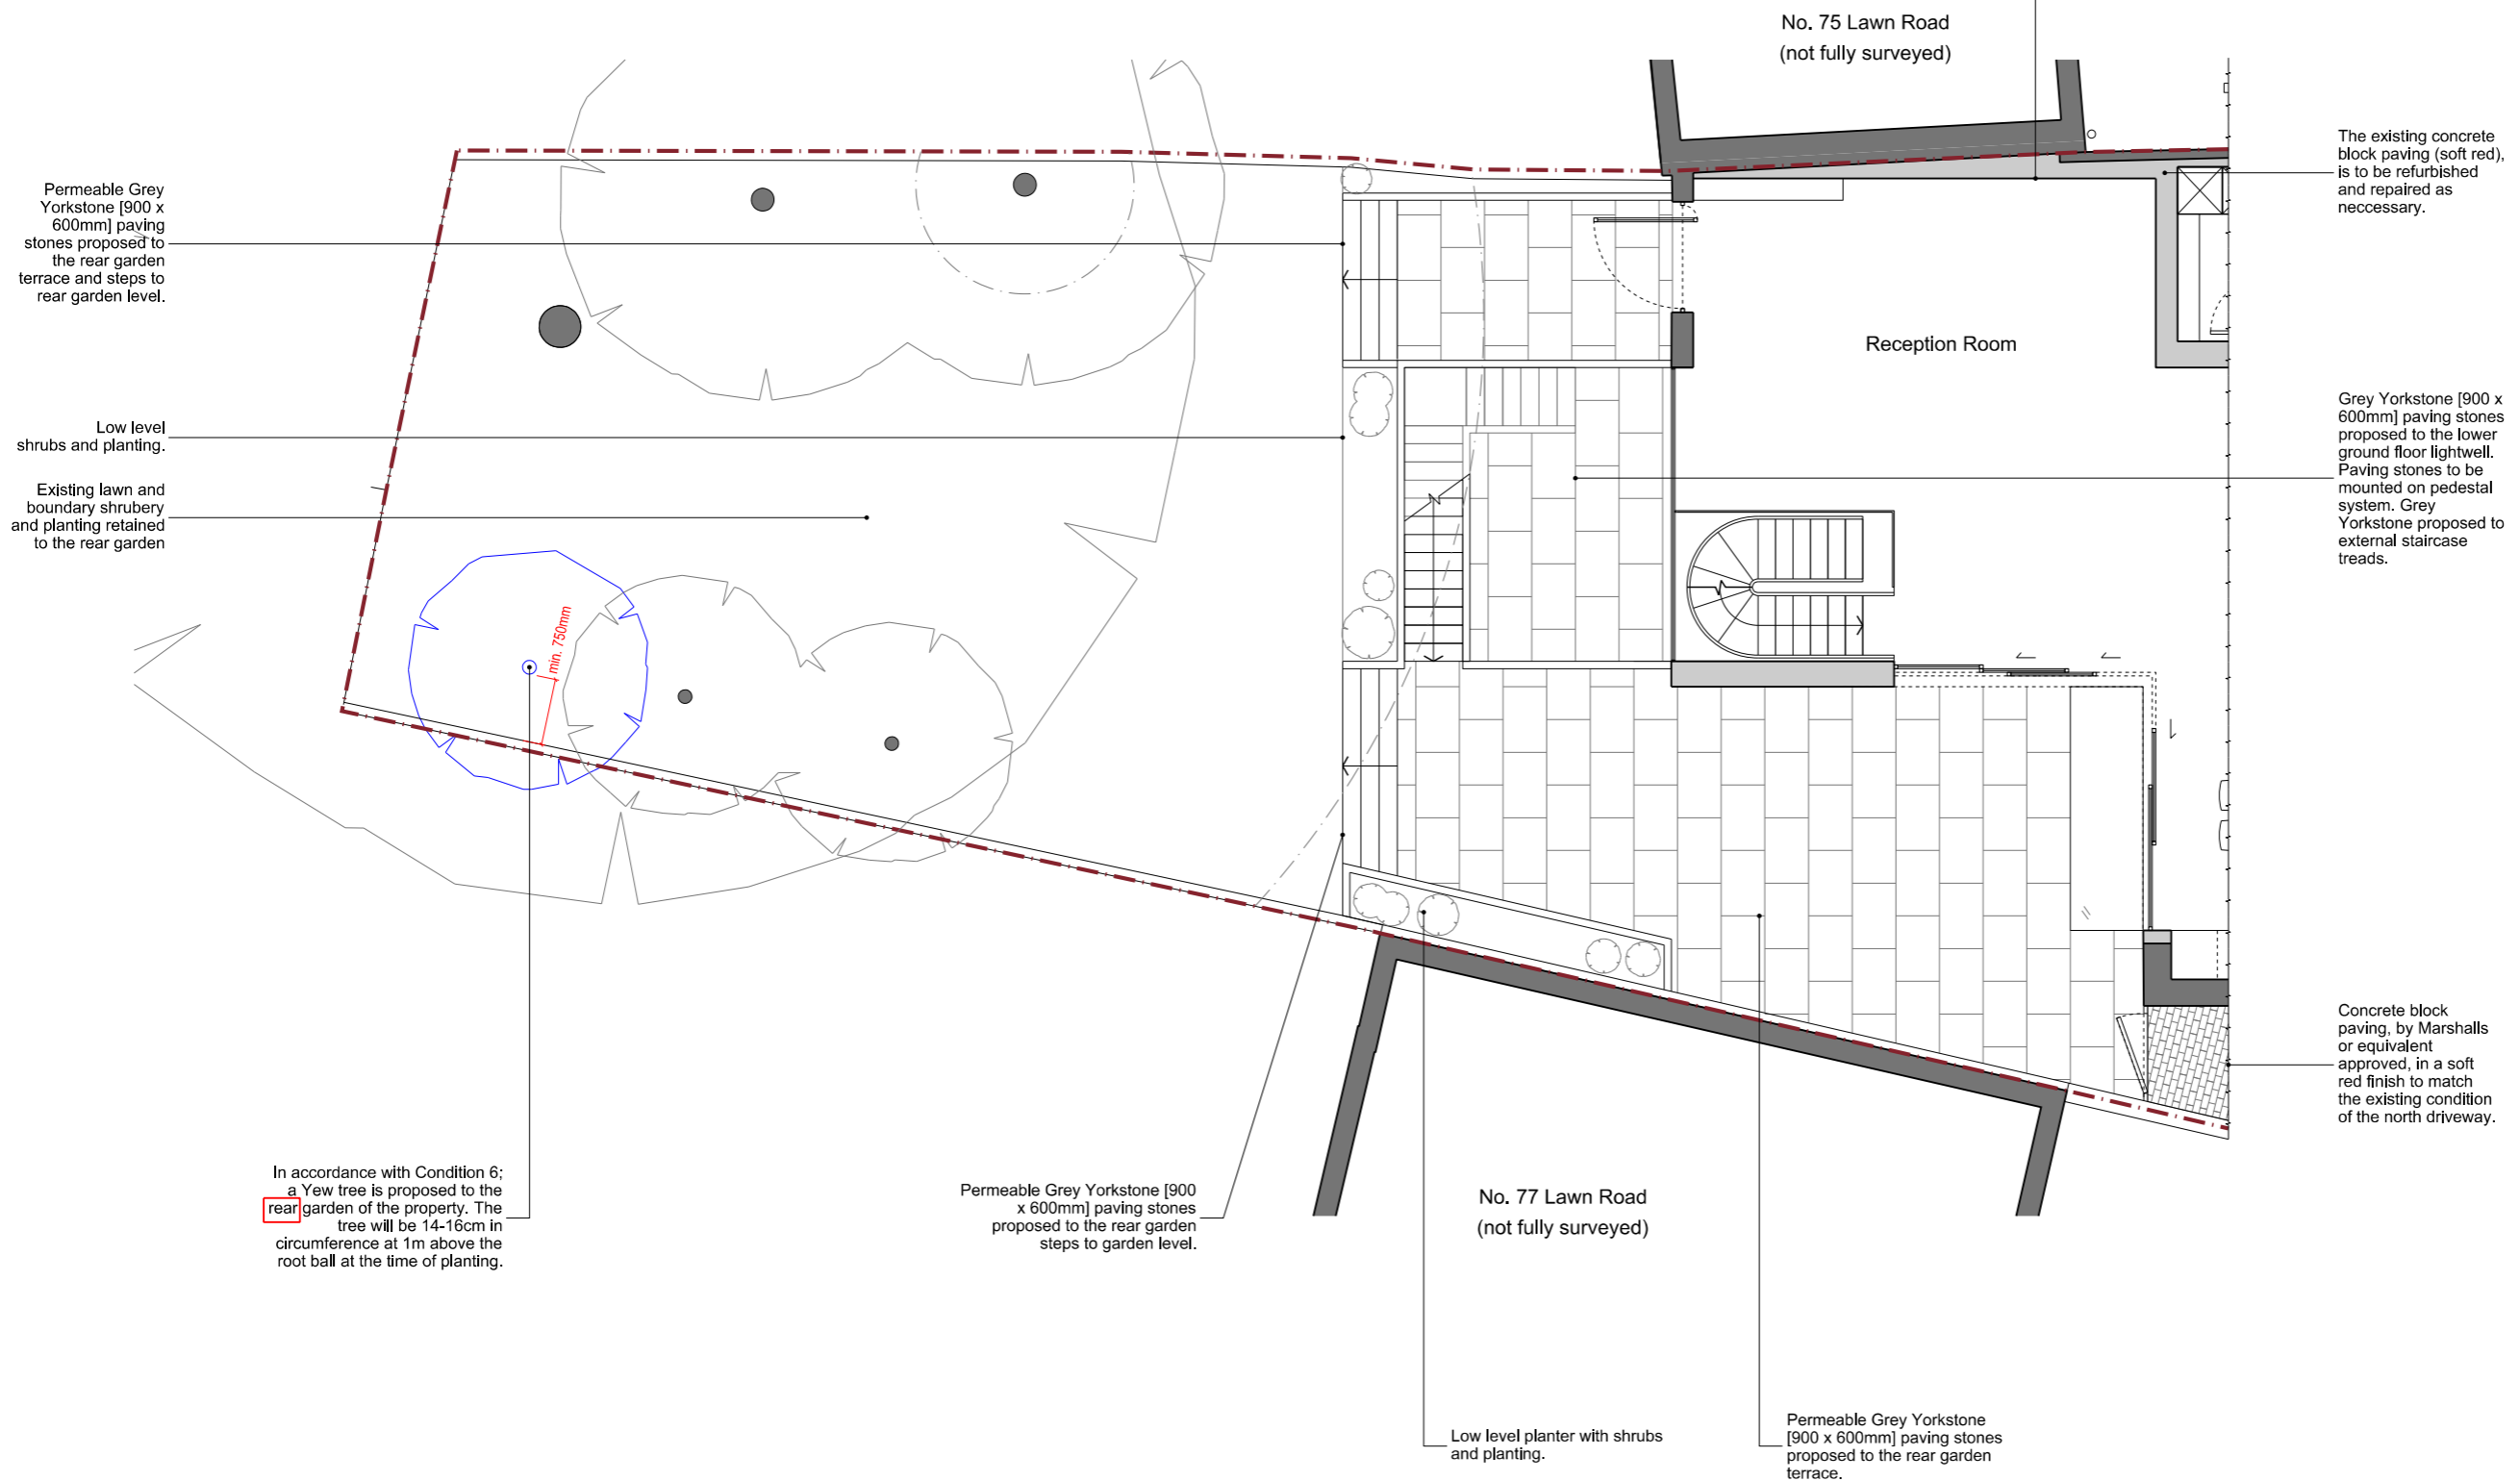 No. 75 Lawn Road
(not fully surveyed)
The existing concrete
block paving (soft red),
is to be refurbished
and repaired as
neccessary.
Permeable Grey
Yorkstone [900 x
600mm] paving
stones proposed to
the rear garden
terrace and steps to
rear garden level.
Reception Room
Low level
shrubs and planting.
Grey Yorkstone [900 x
600mm] paving stones
proposed to the lower
ground floor lightwell.
Paving stones to be
mounted on pedestal
system. Grey
Yorkstone proposed to
external staircase
treads.
Existing lawn and
boundary shrubery
and planting retained
to the rear garden
min. 750mm
Concrete block
paving, by Marshalls
or equivalent
approved, in a soft
red finish to match
the existing condition
of the north driveway.
In accordance with Condition 6;
a Yew tree is proposed to the
rear garden of the property. The
tree will be 14-16cm in
circumference at 1m above the
root ball at the time of planting.
Permeable Grey Yorkstone [900
x 600mm] paving stones
proposed to the rear garden
steps to garden level.
No. 77 Lawn Road
(not fully surveyed)
Low level planter with shrubs
and planting.
Permeable Grey Yorkstone
[900 x 600mm] paving stones
proposed to the rear garden
terrace.